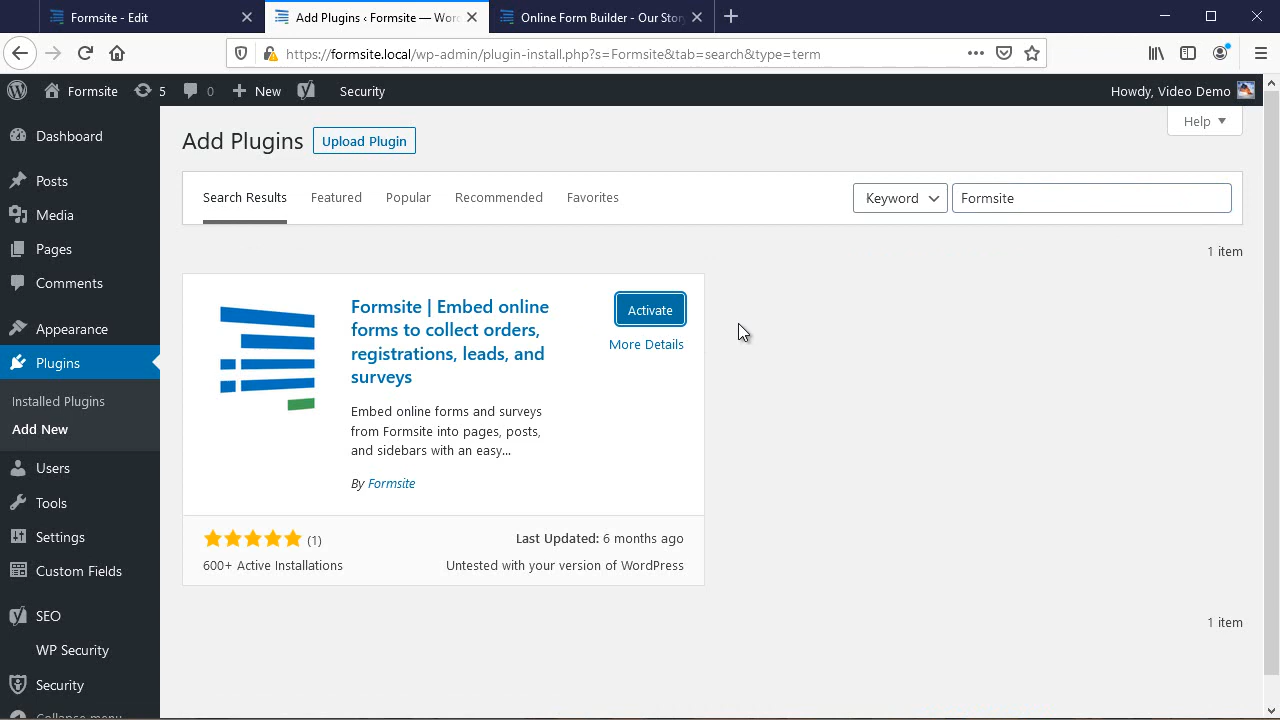 Formsite - Edit
Add Plugins ‹ Formsite — Wor
Online Form Builder - Our Stor
https://formsite.local/wp-admin/plugin-install.php?s=Formsite&tab=search&type=term
Formsite
5
0
New
Security
Howdy, Video Demo
Dashboard
Posts
Media
Pages
Comments
Appearance
Plugins
Installed Plugins
Add New
Users
Tools
Settings
Custom Fields
SEO
WP Security
Security
Collapse menu
Add Plugins
Upload Plugin
Help
Search Results
Featured
Popular
Recommended
Favorites
Keyword
Formsite
1 item
Formsite | Embed online
forms to collect orders,
registrations, leads, and
surveys
Activate
More Details
Embed online forms and surveys
from Formsite into pages, posts,
and sidebars with an easy...
By Formsite
(1)
Last Updated: 6 months ago
600+ Active Installations
Untested with your version of WordPress
1 item